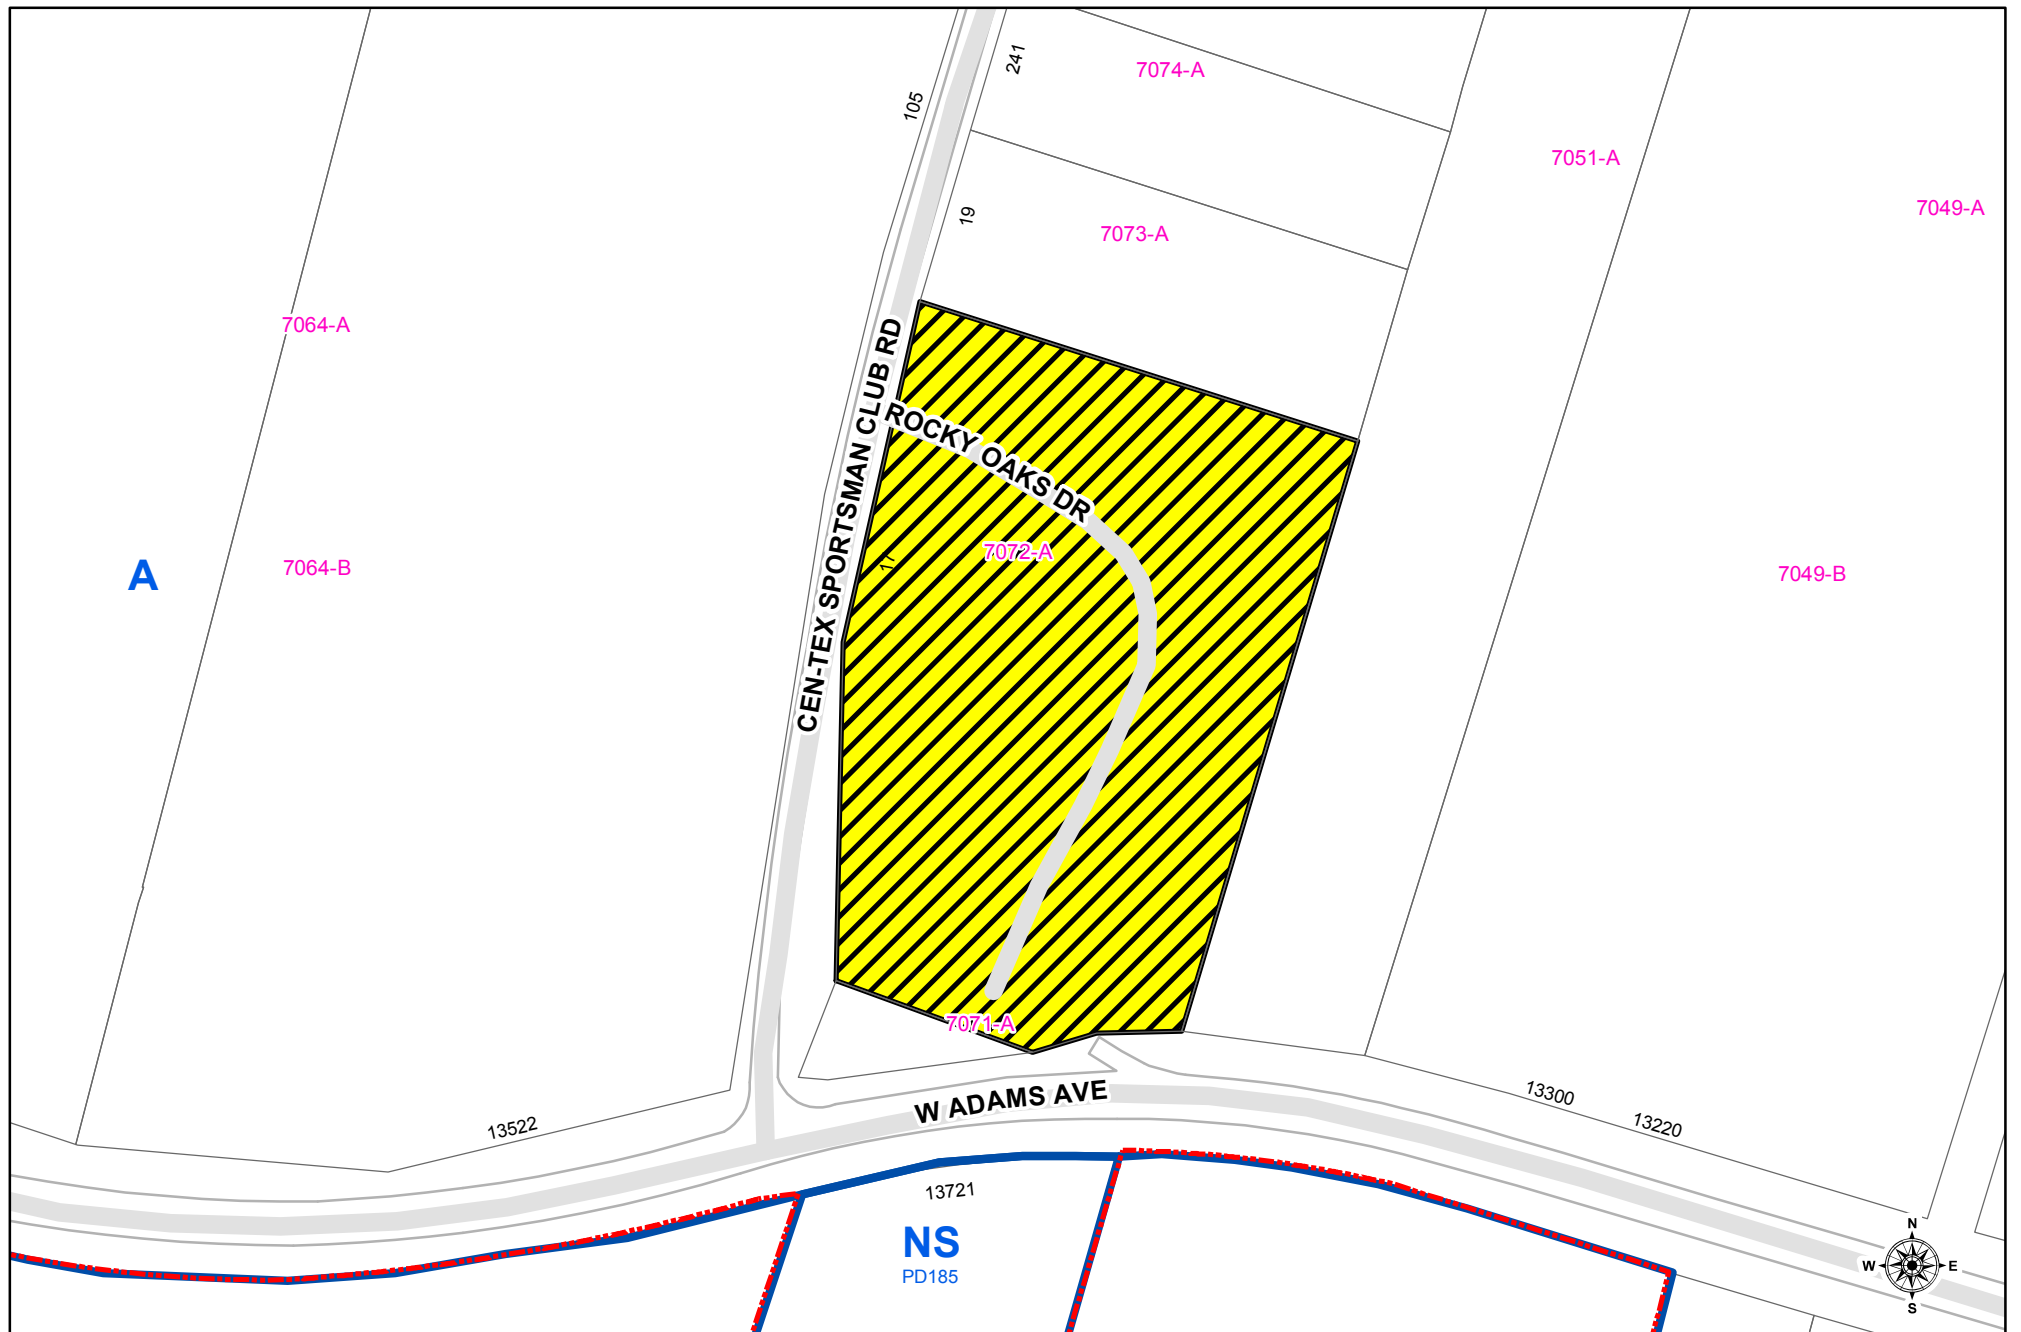 241
7074-A
105
7051-A
7049-A
19
7073-A
7064-A
CEN-TEX SPORTSMAN CLUB RD
ROCKY OAKS DR
7072-A
17
A
7064-B
7049-B
7071-A
W ADAMS AVE
13300
13220
13522
13721
NS
PD185
N
W
E
S